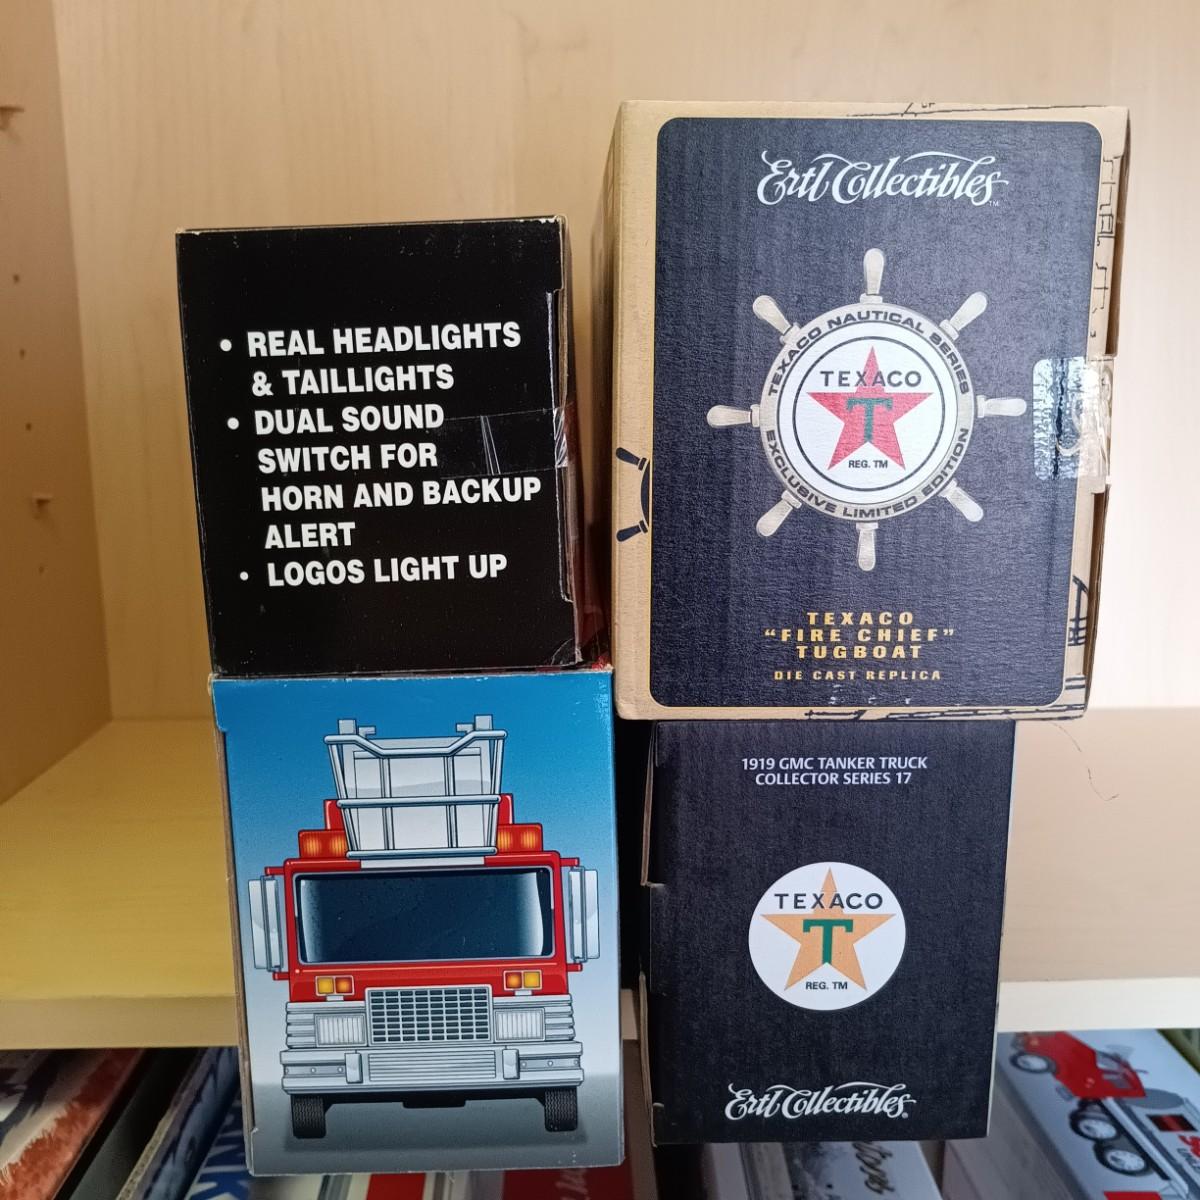 • REAL HEADLIGHTS
& TAILLIGHTS
• DUAL SOUND
SWITCH FOR
HORN AND BACKUP
ALERT
• LOGOS LIGHT UP
Ertl Collectibles™
TEXACO NAUTICAL SERIES
TEXACO
T
REG. TM
EXCLUSIVE LIMITED EDITION
TEXACO
"FIRE CHIEF"
TUGBOAT
DIE CAST REPLICA
1919 GMC TANKER TRUCK
COLLECTOR SERIES 17
TEXACO
T
REG. TM
Ertl Collectibles